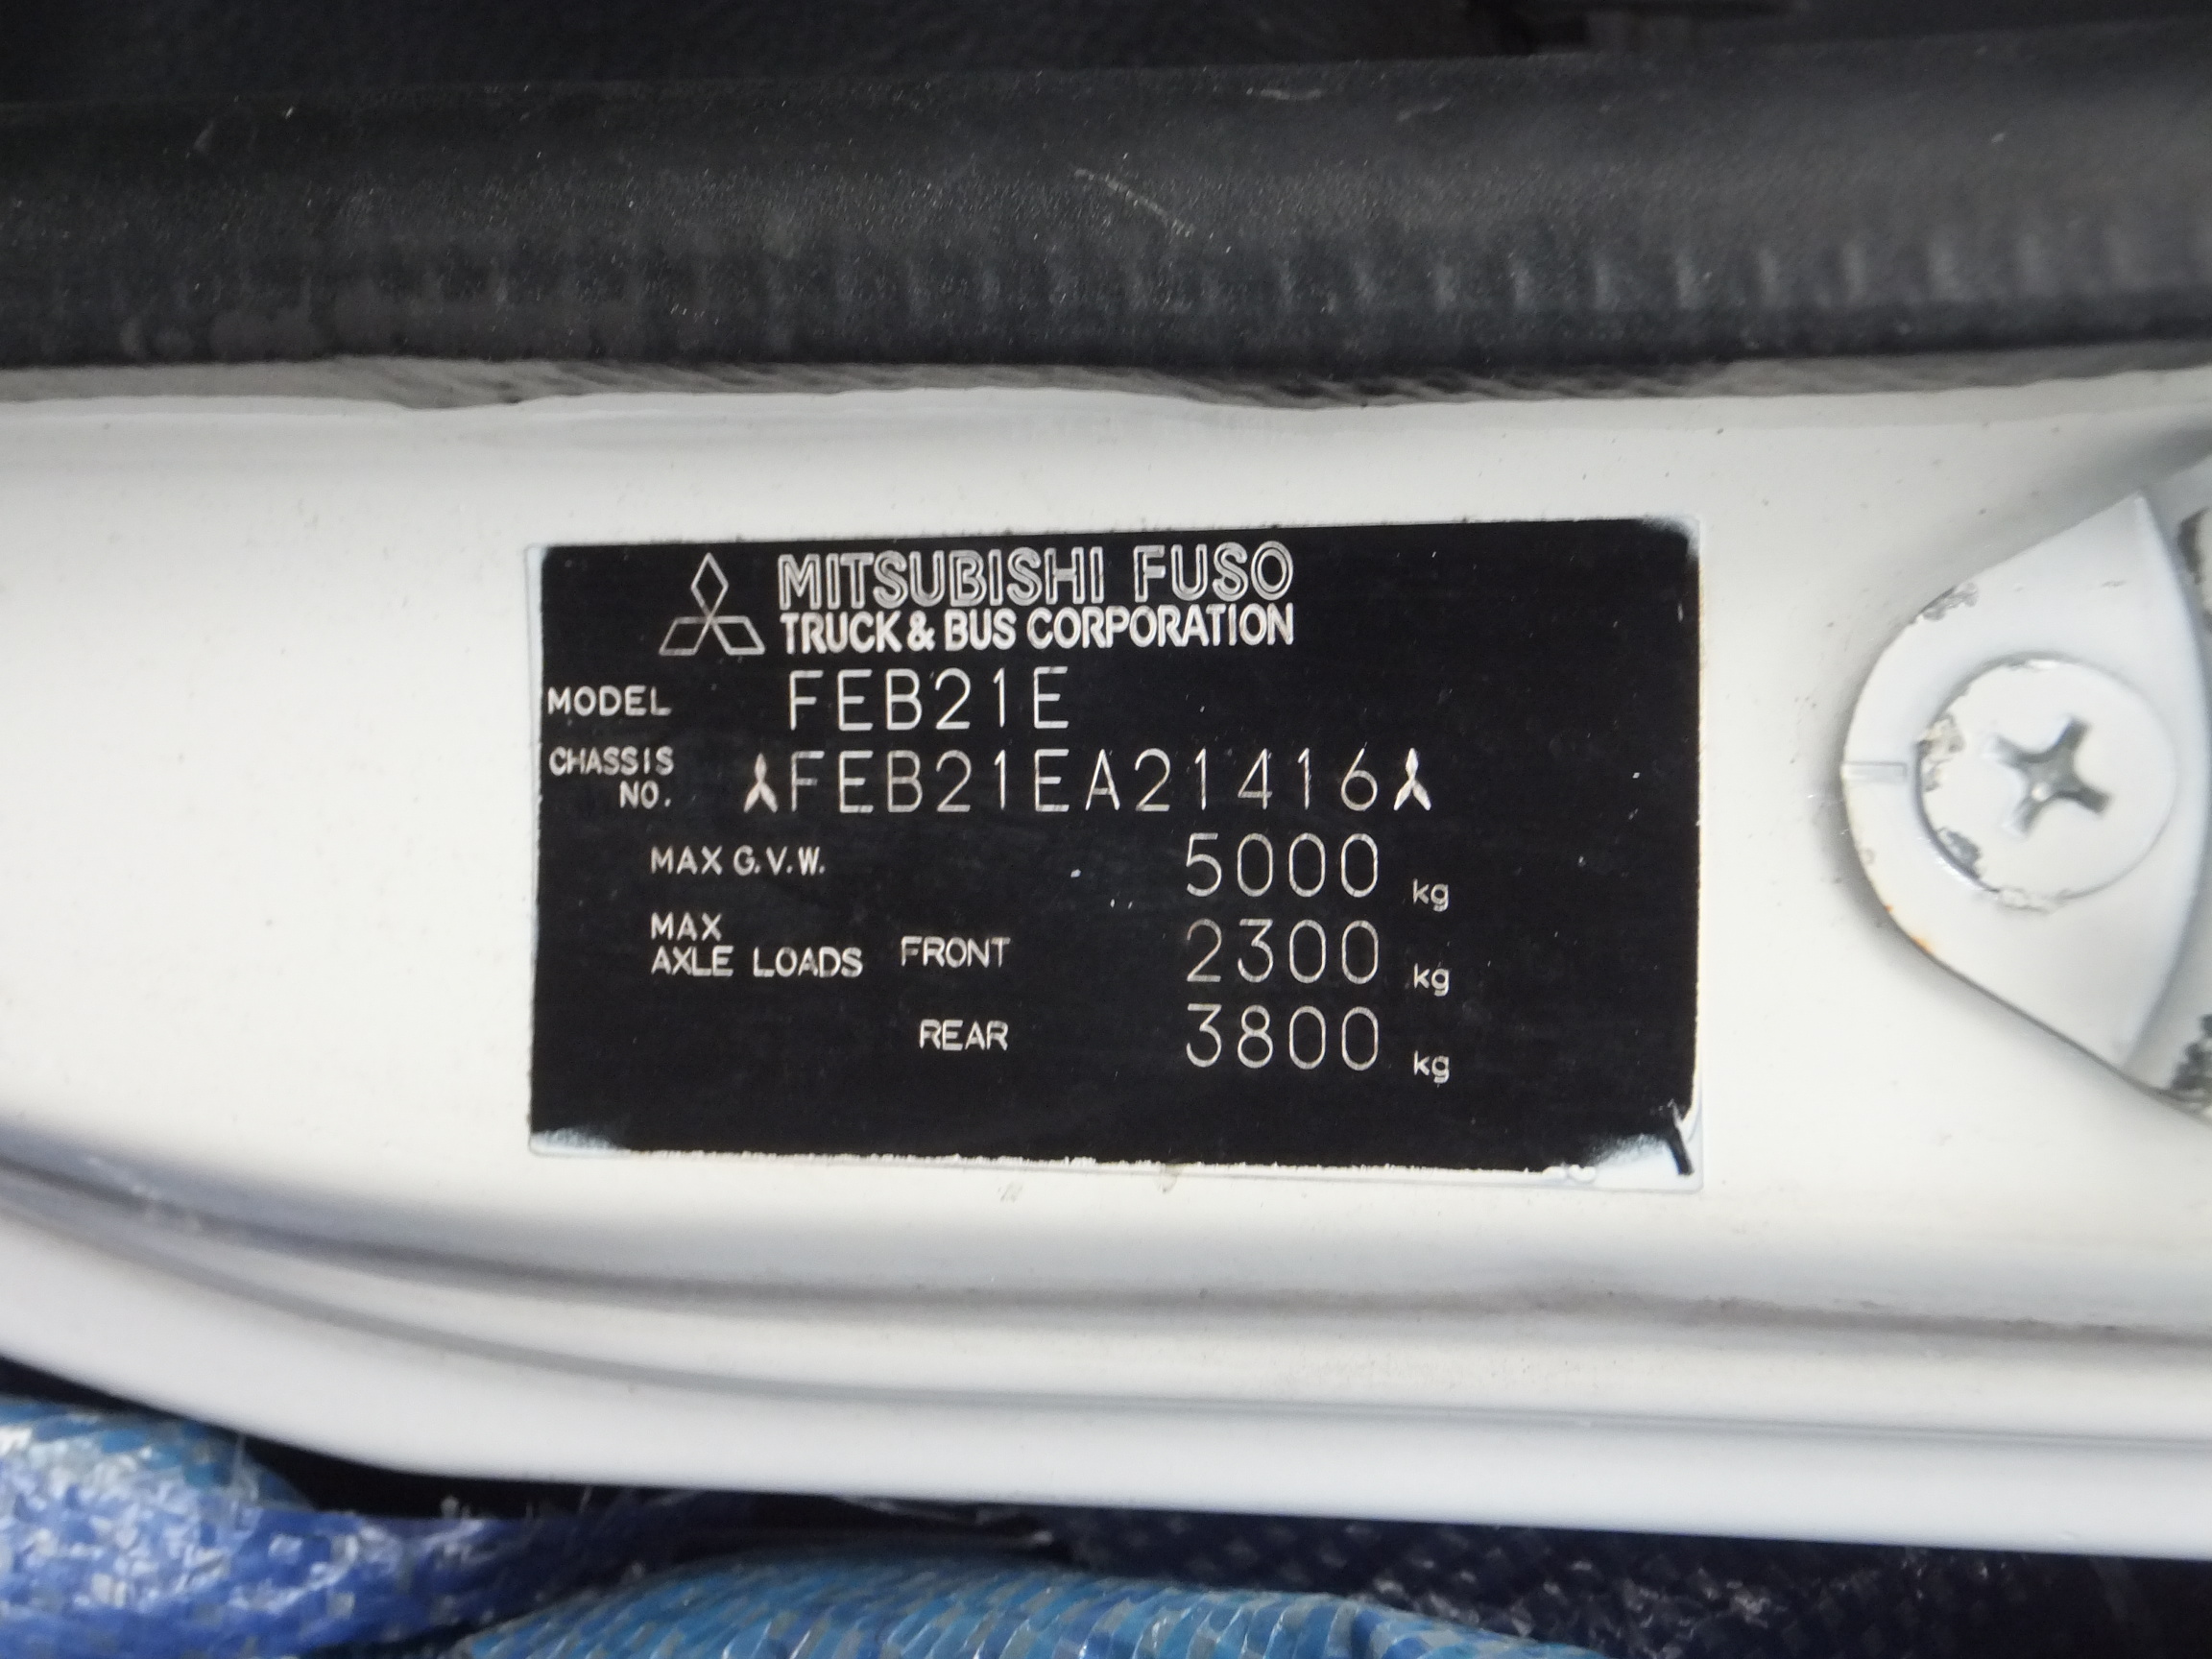 MITSUBISHI FUSO
TRUCK & BUS CORPORATION
MODEL FEB21E
CHASSIS NO. FEB21EA21416
MAX G.V.W. 5000 kg
MAX AXLE LOADS FRONT 2300 kg
REAR 3800 kg